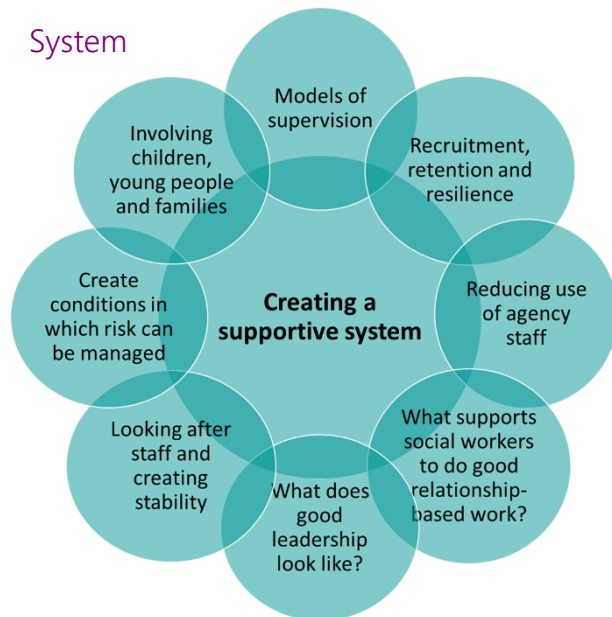 System
Models of
supervision
Recruitment,
retention and
resilience
Reducing use
of agency
staff
What supports
social workers
to do good
relationship-
based work?
What does
good
leadership
look like?
Looking after
staff and
creating
stability
Create
conditions in
which risk can
be managed
Involving
children,
young people
and families
Creating a
supportive system